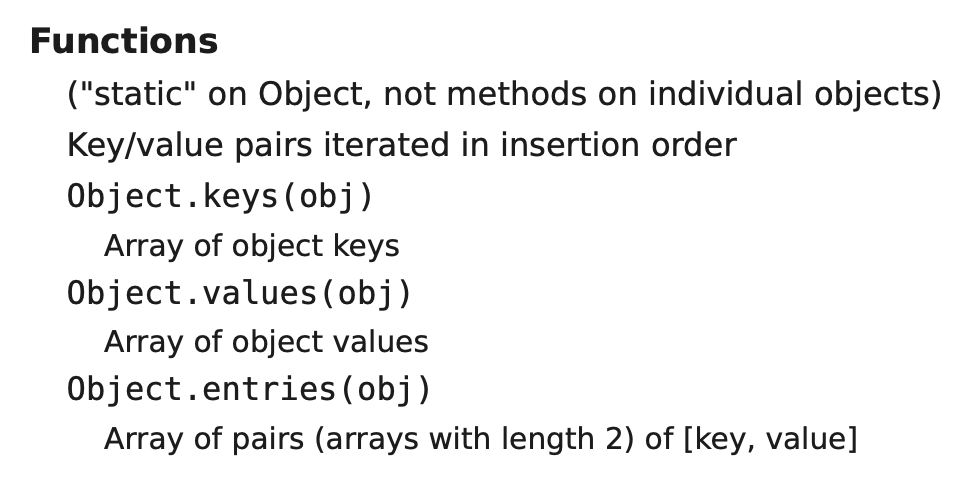 Functions
("static" on Object, not methods on individual objects)
Key/value pairs iterated in insertion order
Object.keys(obj)
Array of object keys
Object.values(obj)
Array of object values
Object.entries(obj)
Array of pairs (arrays with length 2) of [key, value]